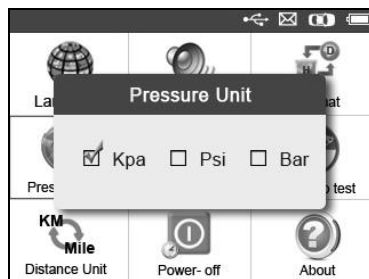 Pressure Unit
Kpa Psi Bar
KM
Mile
Distance Unit Power- off About